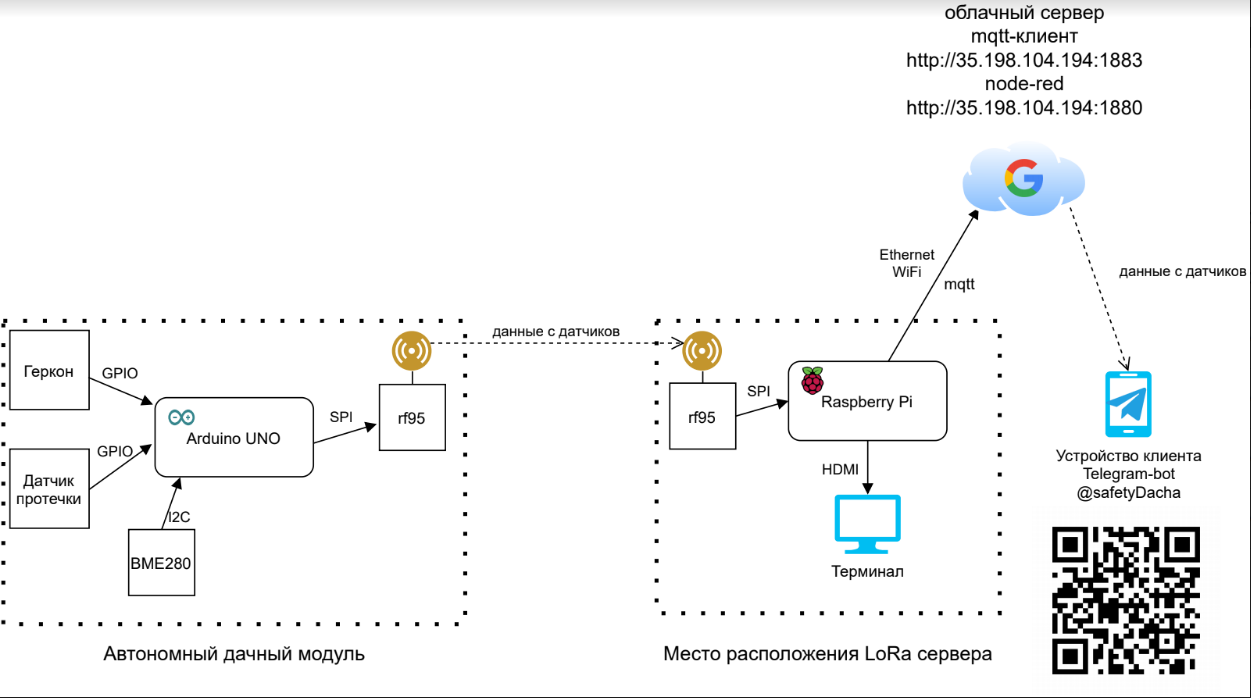 облачный сервер
mqtt-клиент
http://35.198.104.194:1883
node-red
http://35.198.104.194:1880
Ethernet
WiFi
mqtt
данные с датчиков
данные с датчиков
Геркон
GPIO
Arduino UNO
SPI
rf95
GPIO
Датчик
протечки
I2C
BME280
rf95
SPI
Raspberry Pi
HDMI
Терминал
Устройство клиента
Telegram-bot
@safetyDacha
Автономный дачный модуль
Место расположения LoRa сервера